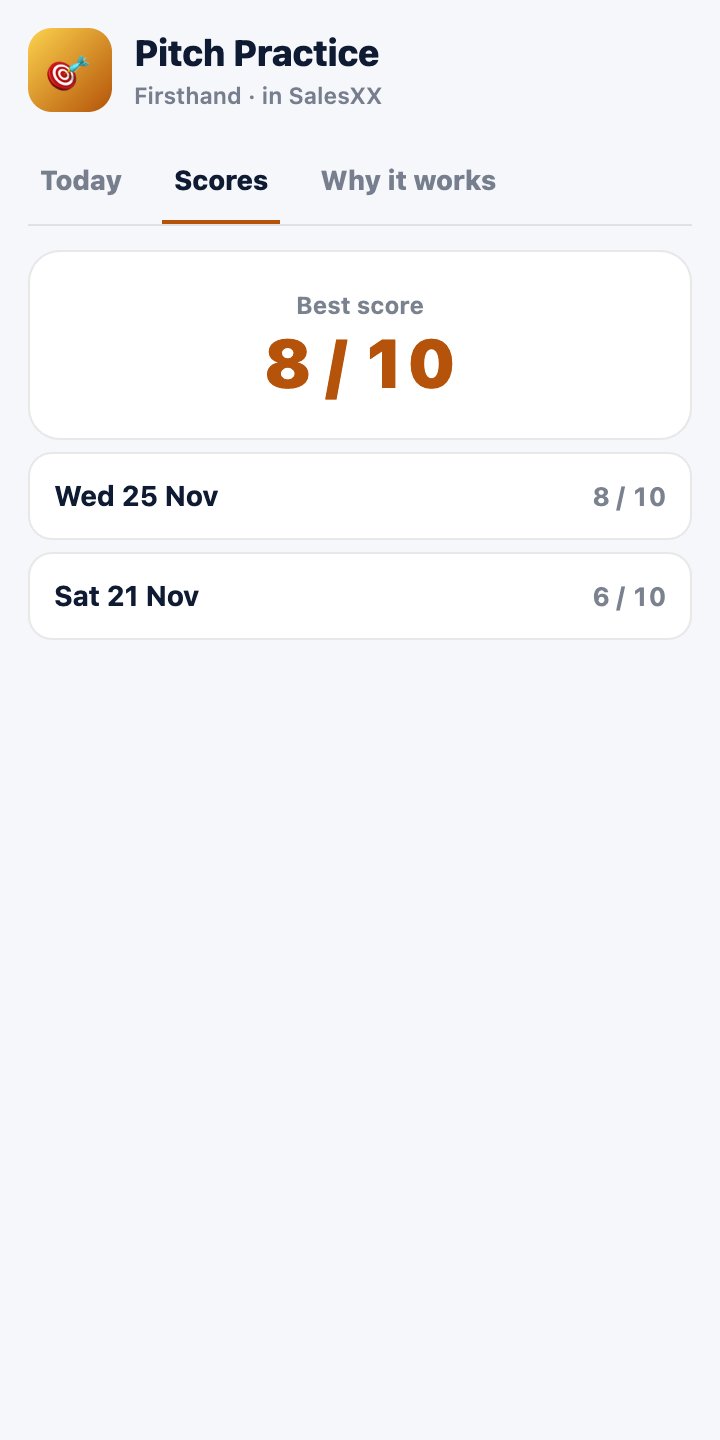 Pitch Practice
Firsthand · in SalesXX
Today Scores Why it works
Best score
8 / 10
Wed 25 Nov 8 / 10
Sat 21 Nov 6 / 10